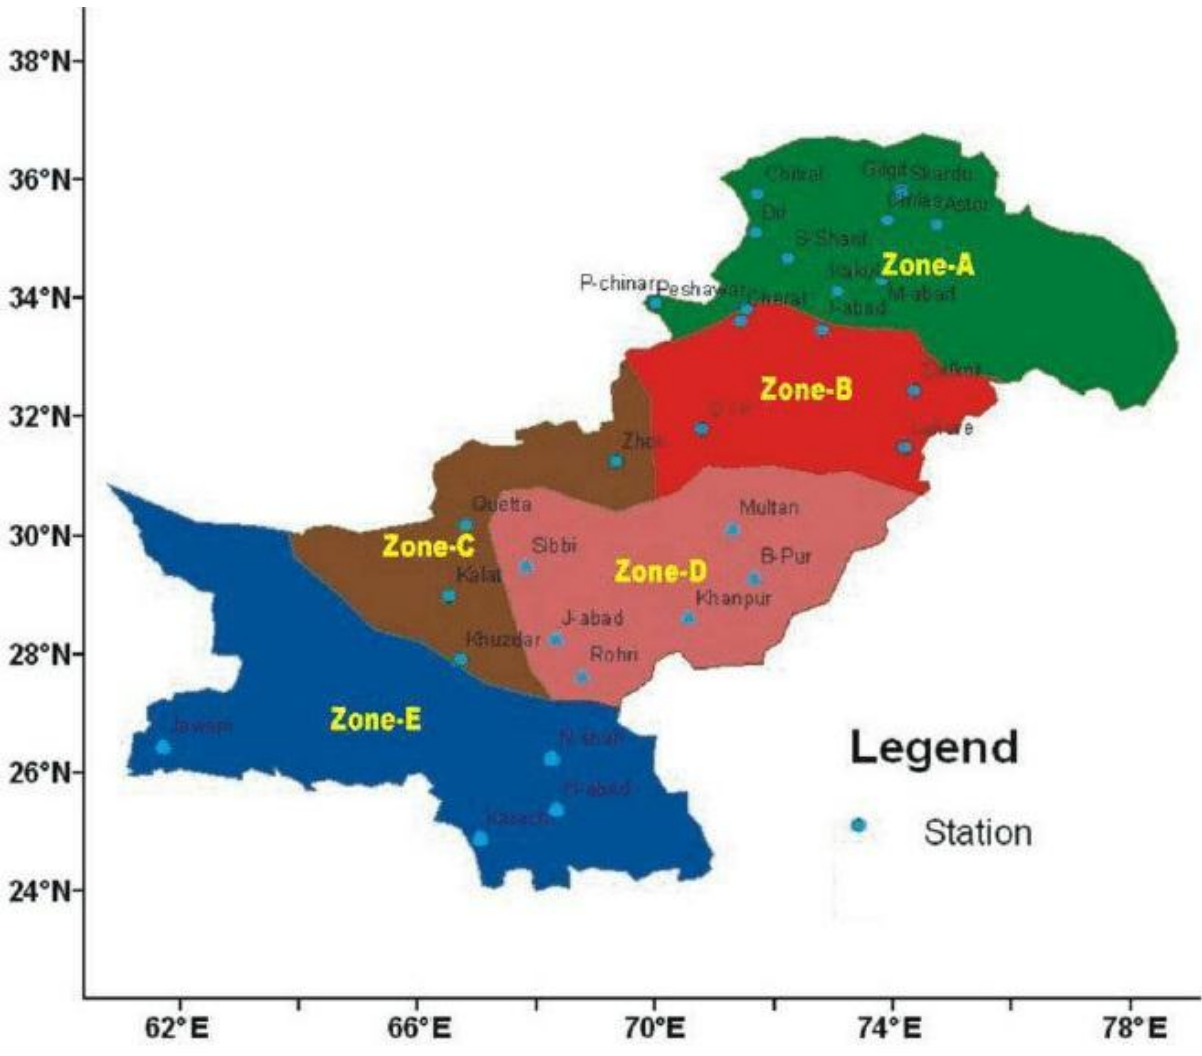 38°N
36°N
34°N
32°N
30°N
28°N
26°N
24°N
62°E
66°E
70°E
74°E
78°E
Chitral
Gilgit
Skardu
Dir
Astor
S-Sharif
Zone-A
Kakul
P-chinar
Peshawar
Cherat
M-abad
I-abad
Zone-B
Lahore
Zhob
Quetta
Zone-C
Kalat
Khuzdar
Multan
Sibbi
B-Pur
Zone-D
Khanpur
J-abad
Rohri
Zone-E
Jawani
H-abad
Karachi
Legend
Station